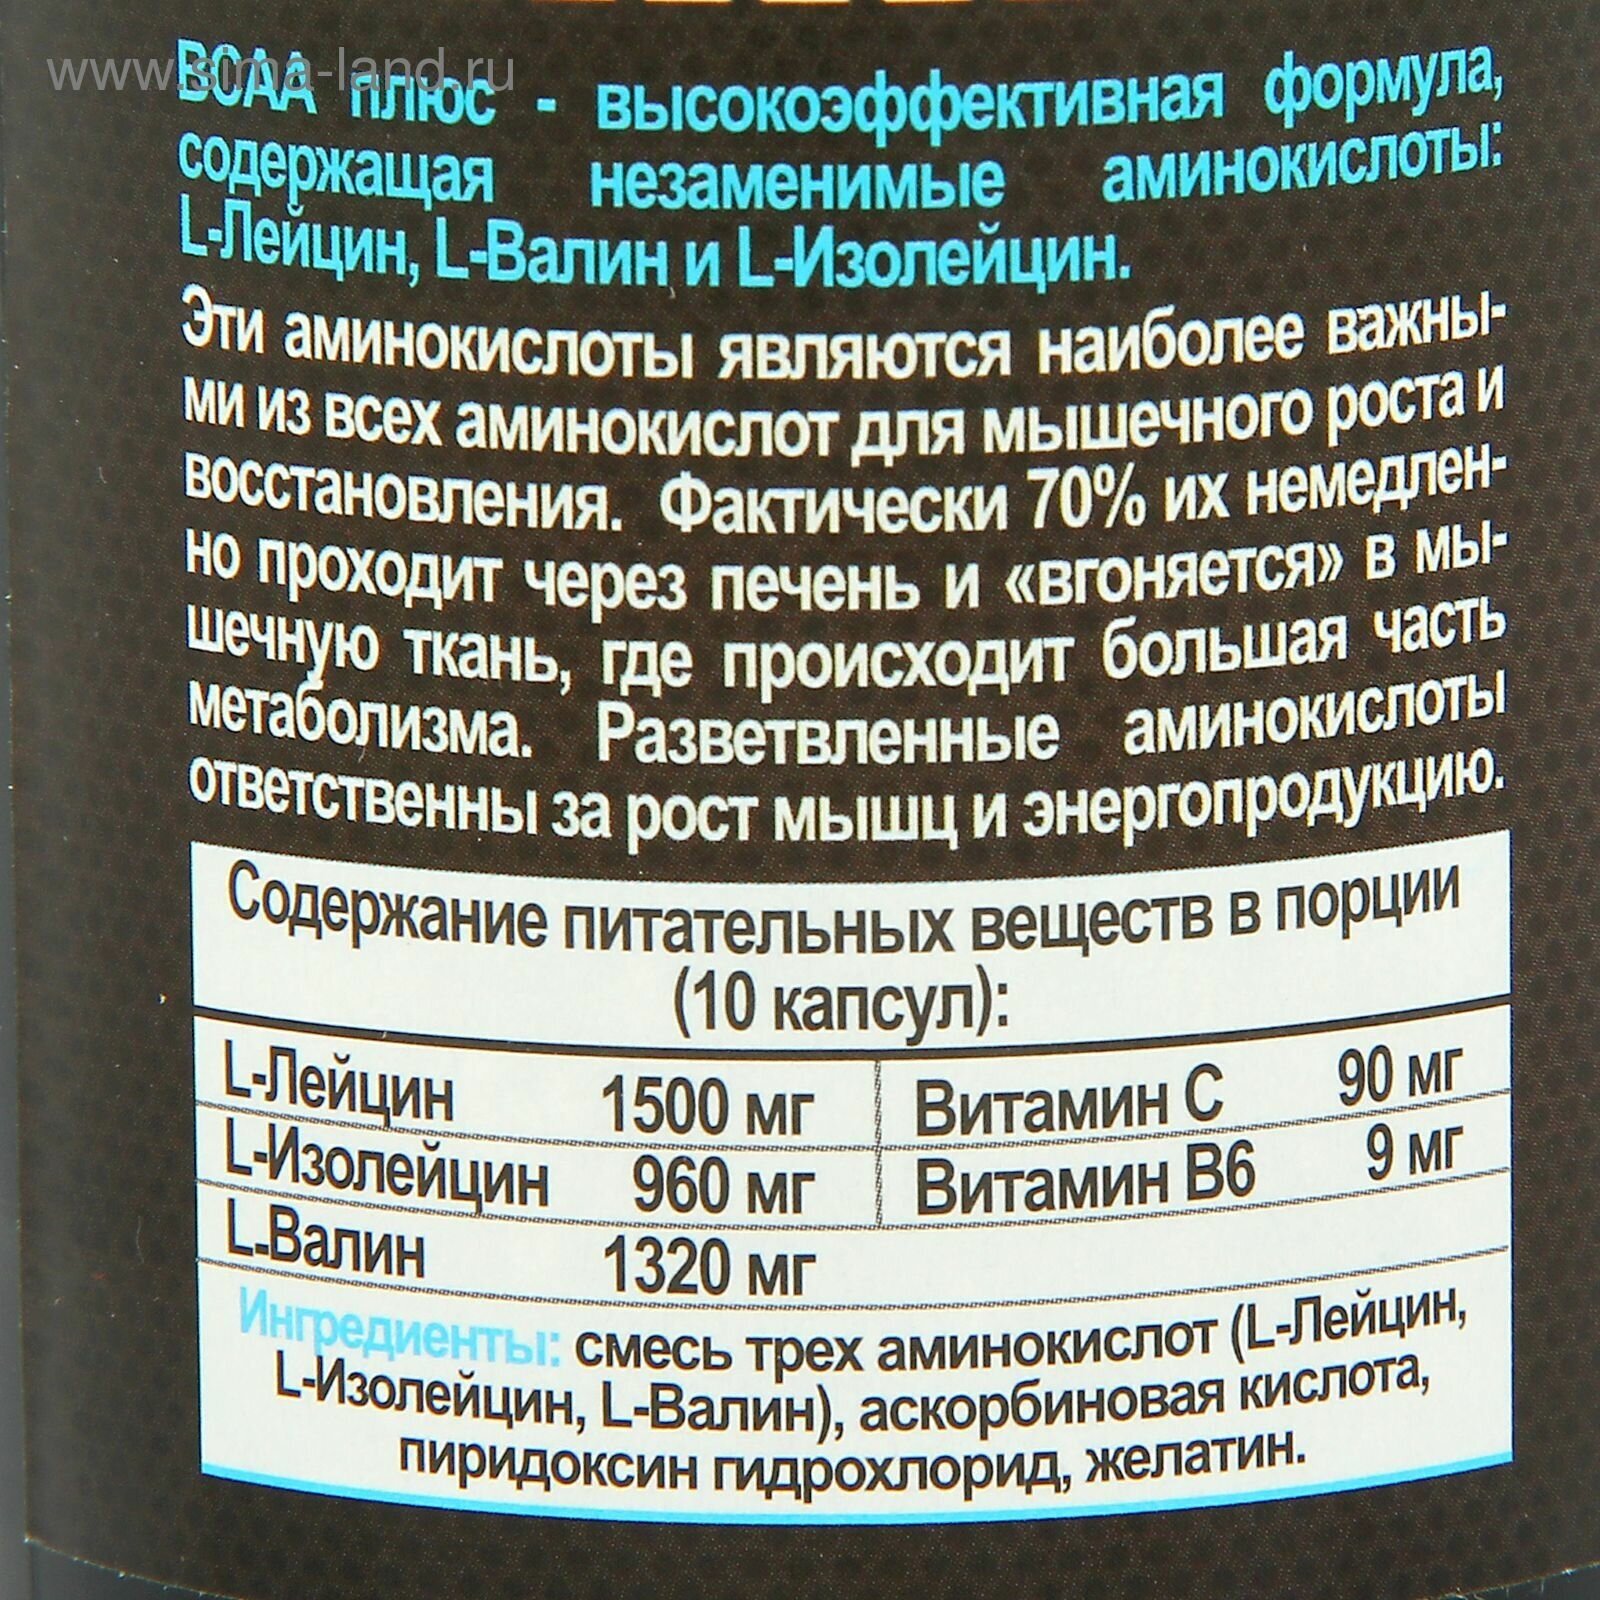 www.sima-land.ru
BCAA плюс - высокоэффективная формула,
содержащая незаменимые аминокислоты:
L-Лейцин, L-Валин и L-Изолейцин.
Эти аминокислоты являются наиболее важны-
ми из всех аминокислот для мышечного роста и
восстановления. Фактически 70% их немедлен-
но проходит через печень и «вгоняется» в мы-
шечную ткань, где происходит большая часть
метаболизма. Разветвленные аминокислоты
ответственны за рост мышц и энергопродукцию.
Содержание питательных веществ в порции
(10 капсул):
L-Лейцин 1500 мг Витамин C 90 мг
L-Изолейцин 960 мг Витамин B6 9 мг
L-Валин 1320 мг
Ингредиенты: смесь трех аминокислот (L-Лейцин,
L-Изолейцин, L-Валин), аскорбиновая кислота,
пиридоксин гидрохлорид, желатин.